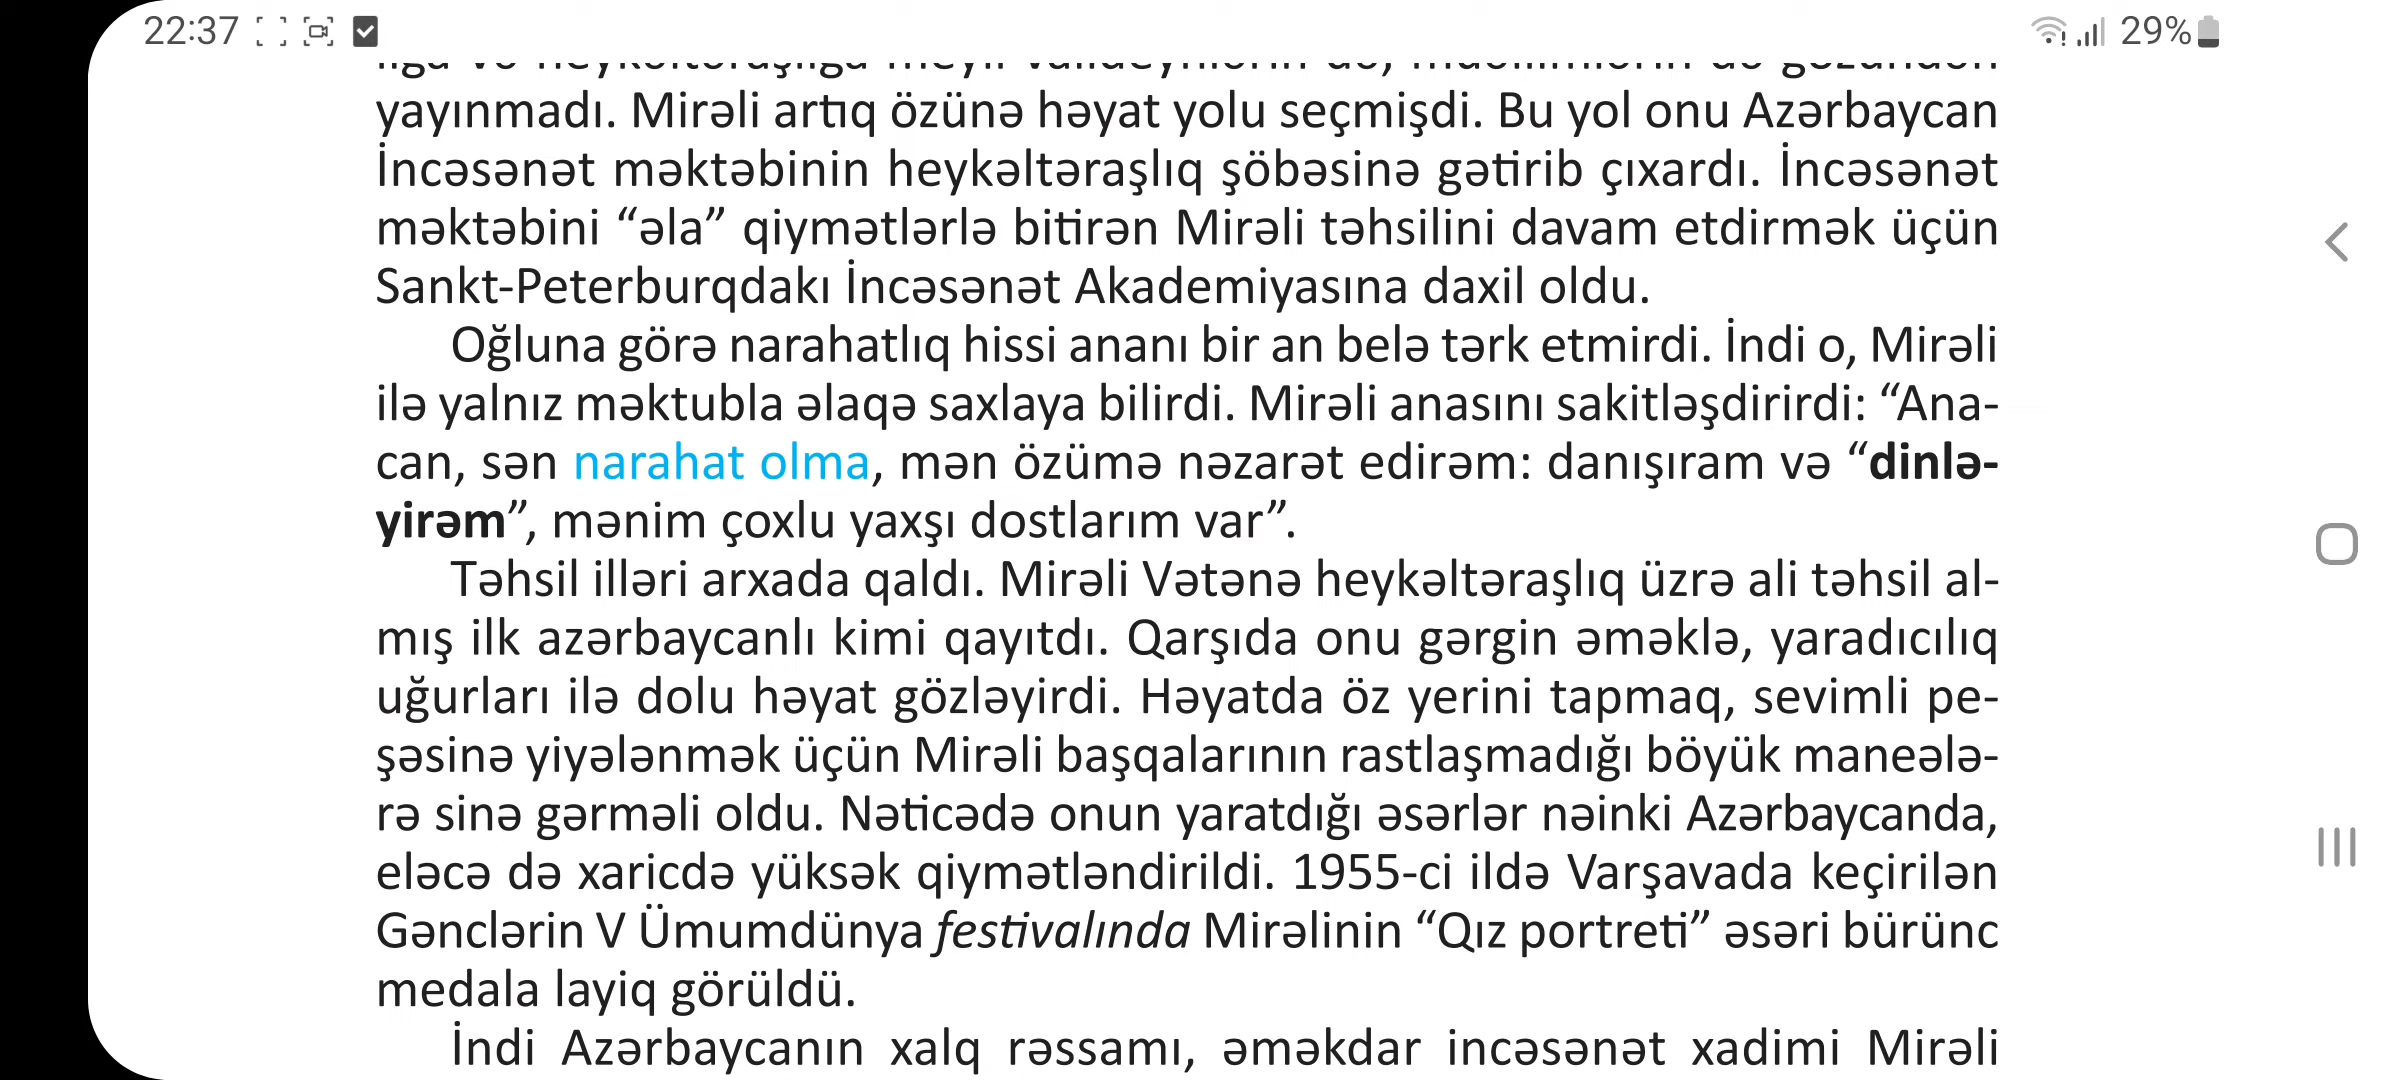 22:37
29%
yayınmadı. Mirəli artıq özünə həyat yolu seçmişdi. Bu yol onu Azərbaycan
İncəsənət məktəbinin heykəltəraşlıq şöbəsinə gətirib çıxardı. İncəsənət
məktəbini “əla” qiymətlərlə bitirən Mirəli təhsilini davam etdirmək üçün
Sankt-Peterburqdakı İncəsənət Akademiyasına daxil oldu.
Oğluna görə narahatlıq hissi ananı bir an belə tərk etmirdi. İndi o, Mirəli
ilə yalnız məktubla əlaqə saxlaya bilirdi. Mirəli anasını sakitləşdirirdi: “Ana-
can, sən narahat olma, mən özümə nəzarət edirəm: danışıram və “dinlə-
yirəm”, mənim çoxlu yaxşı dostlarım var”.
Təhsil illəri arxada qaldı. Mirəli Vətənə heykəltəraşlıq üzrə ali təhsil al-
mış ilk azərbaycanlı kimi qayıtdı. Qarşıda onu gərgin əməklə, yaradıcılıq
uğurları ilə dolu həyat gözləyirdi. Həyatda öz yerini tapmaq, sevimli pe-
şəsinə yiyələnmək üçün Mirəli başqalarının rastlaşmadığı böyük maneələ-
rə sinə gərməli oldu. Nəticədə onun yaratdığı əsərlər nəinki Azərbaycanda,
eləcə də xaricdə yüksək qiymətləndirildi. 1955-ci ildə Varşavada keçirilən
Gənclərin V Ümumdünya festivalında Mirəlinin “Qız portreti” əsəri bürünc
medala layiq görüldü.
İndi Azərbaycanın xalq rəssamı, əməkdar incəsənət xadimi Mirəli